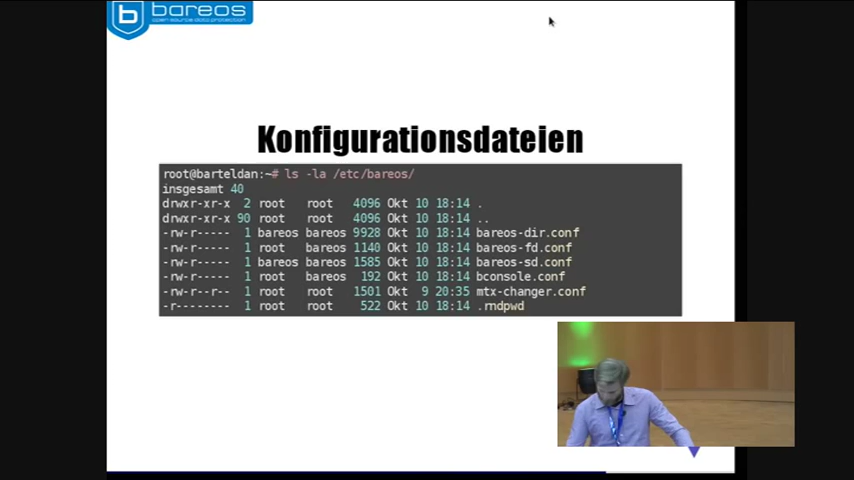 bareos
open source data protection
Konfigurationsdateien
root@barteldan:~# ls -la /etc/bareos/
insgesamt 40
drwxr-xr-x 2 root root 4096 Okt 10 18:14 .
drwxr-xr-x 90 root root 4096 Okt 10 18:14 ..
-rw-r----- 1 bareos bareos 9928 Okt 10 18:14 bareos-dir.conf
-rw-r----- 1 root bareos 1140 Okt 10 18:14 bareos-fd.conf
-rw-r----- 1 bareos bareos 1585 Okt 10 18:14 bareos-sd.conf
-rw-r----- 1 root bareos 192 Okt 10 18:14 bconsole.conf
-rw-r--r-- 1 root root 1501 Okt 9 20:35 mtx-changer.conf
-r-------- 1 root root 522 Okt 10 18:14 .rndpwd